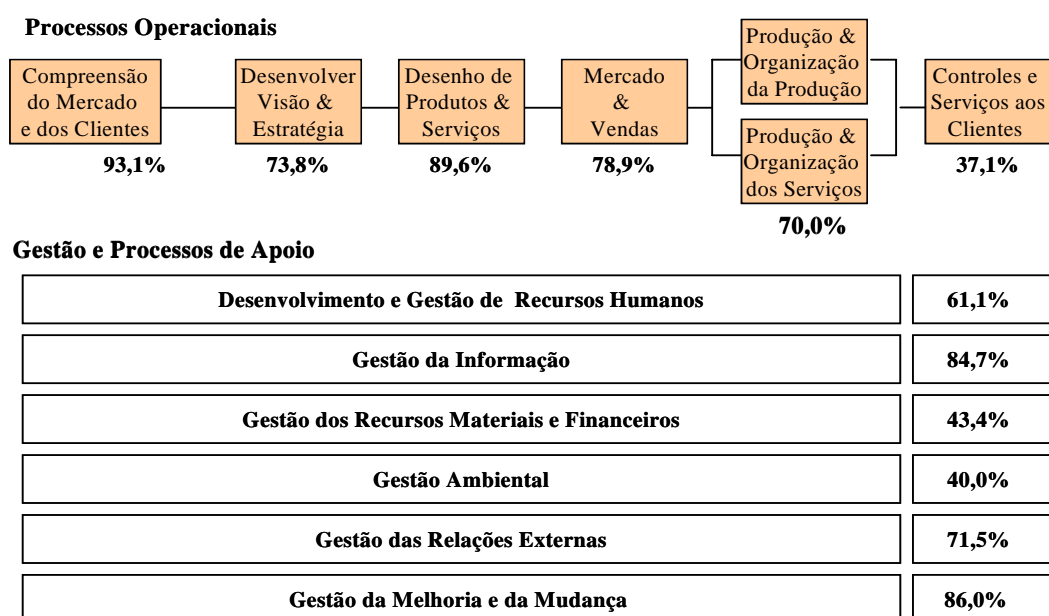 Processos Operacionais
Compreensão
do Mercado
e dos Clientes
93,1%
Desenvolver
Visão &
Estratégia
73,8%
Desenho de
Produtos &
Serviços
89,6%
Mercado
&
Vendas
78,9%
Produção &
Organização
da Produção
Produção &
Organização
dos Serviços
70,0%
Controles e
Serviços aos
Clientes
37,1%
Gestão e Processos de Apoio
Desenvolvimento e Gestão de Recursos Humanos 61,1%
Gestão da Informação 84,7%
Gestão dos Recursos Materiais e Financeiros 43,4%
Gestão Ambiental 40,0%
Gestão das Relações Externas 71,5%
Gestão da Melhoria e da Mudança 86,0%